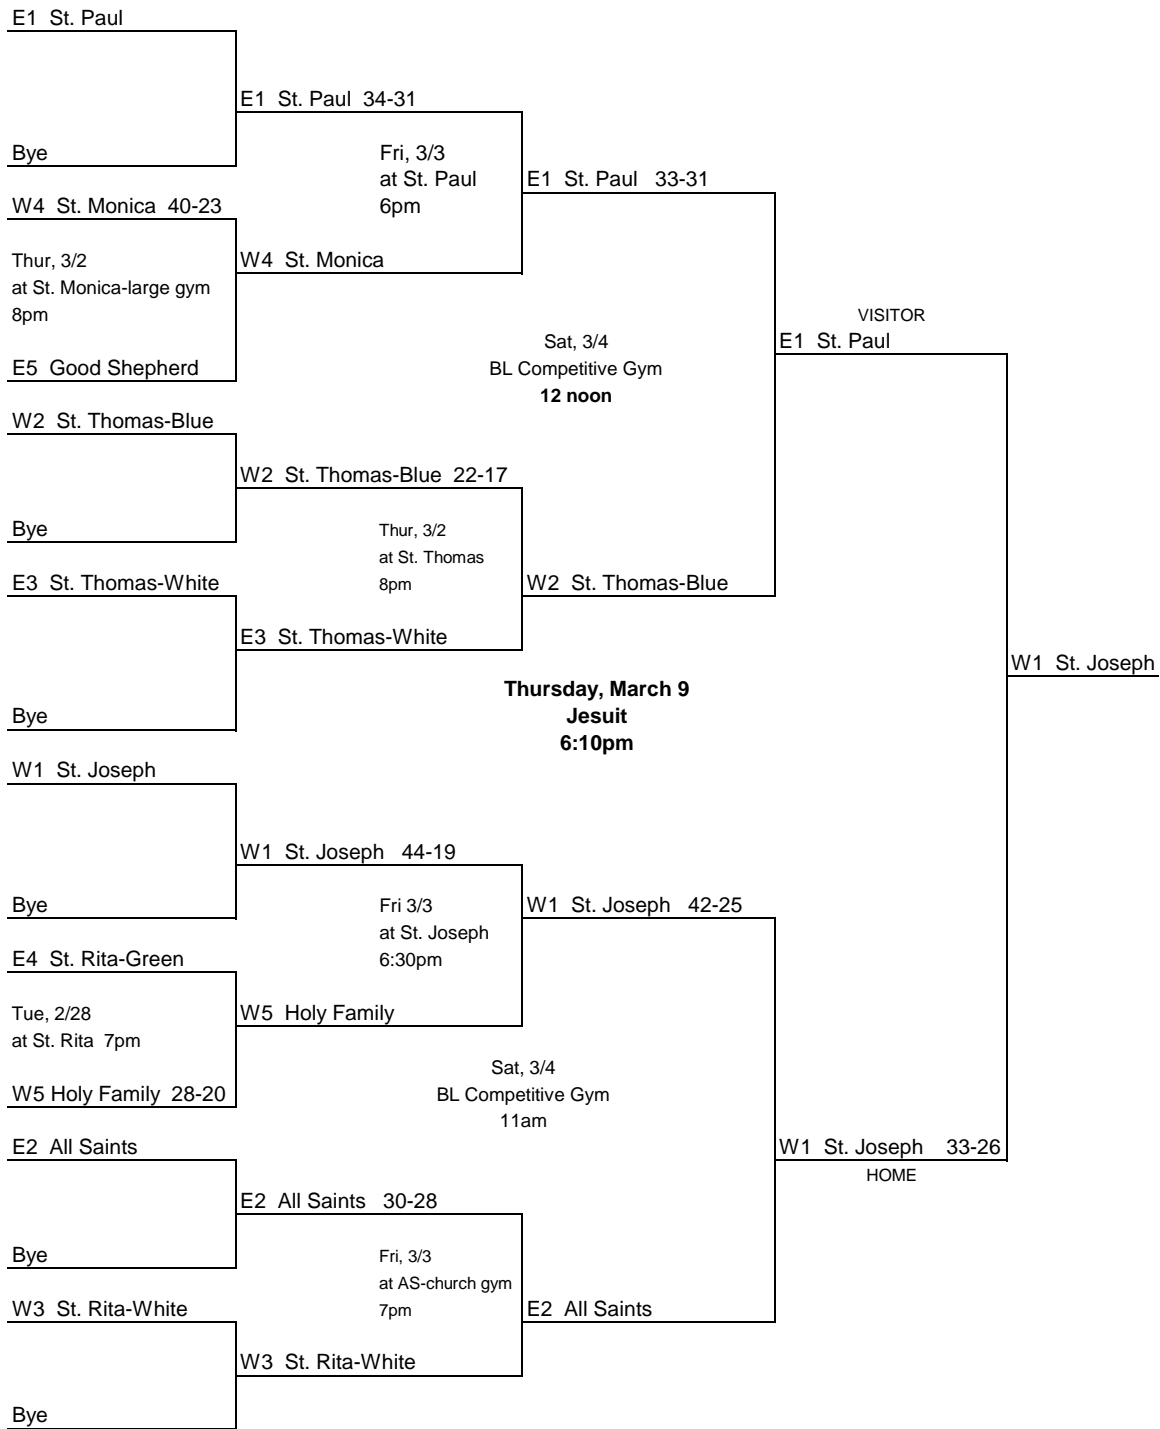 E1 St. Paul
E1 St. Paul 34-31
Bye
Fri, 3/3
at St. Paul
6pm
E1 St. Paul 33-31
W4 St. Monica 40-23
Thur, 3/2
at St. Monica-large gym
8pm
W4 St. Monica
VISITOR
E1 St. Paul
Sat, 3/4
BL Competitive Gym
12 noon
E5 Good Shepherd
W2 St. Thomas-Blue
W2 St. Thomas-Blue 22-17
Bye
Thur, 3/2
at St. Thomas
8pm
W2 St. Thomas-Blue
E3 St. Thomas-White
E3 St. Thomas-White
W1 St. Joseph
Thursday, March 9
Jesuit
6:10pm
Bye
W1 St. Joseph
W1 St. Joseph 44-19
Bye
Fri 3/3
at St. Joseph
6:30pm
W1 St. Joseph 42-25
E4 St. Rita-Green
Tue, 2/28
at St. Rita 7pm
W5 Holy Family
Sat, 3/4
BL Competitive Gym
11am
W5 Holy Family 28-20
E2 All Saints
W1 St. Joseph 33-26
HOME
E2 All Saints 30-28
Bye
Fri, 3/3
at AS-church gym
7pm
E2 All Saints
W3 St. Rita-White
W3 St. Rita-White
Bye